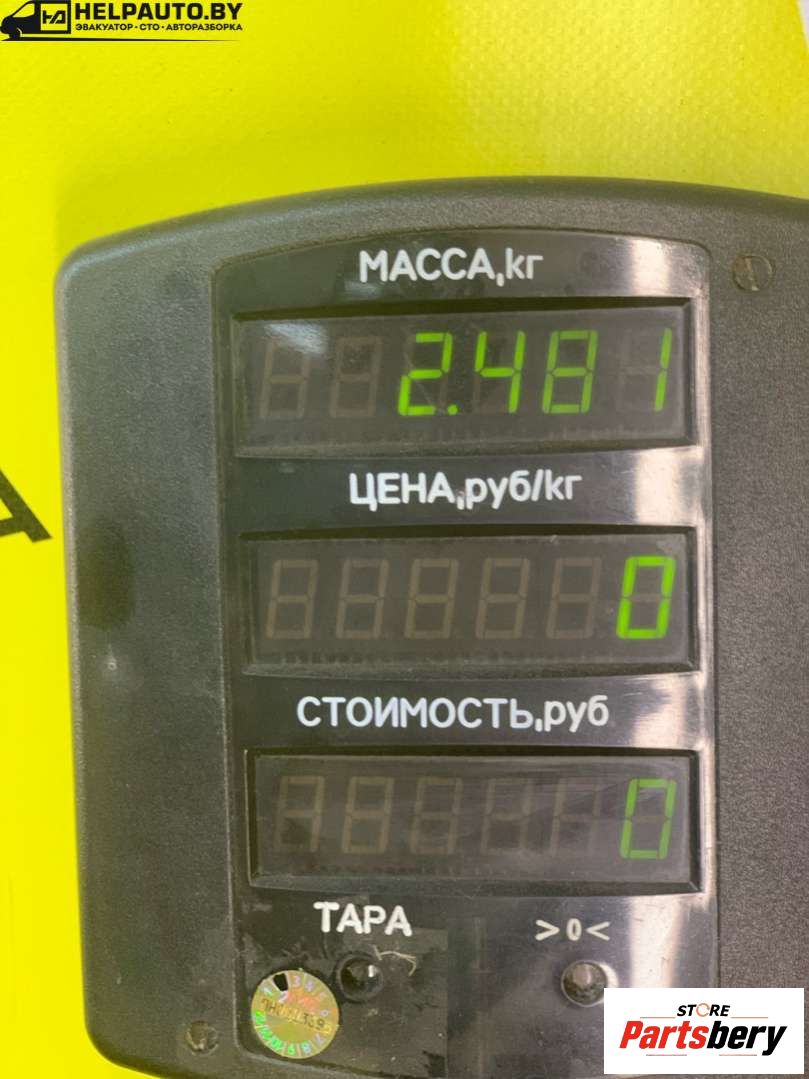 HELPAUTO.BY
ЭВАКУАТОР•СТО•АВТОРАЗБОРКА
МАССА,кг
2.481
ЦЕНА,руб/кг
0
СТОИМОСТЬ,руб
0
ТАРА
>0<
STORE
Partsbery